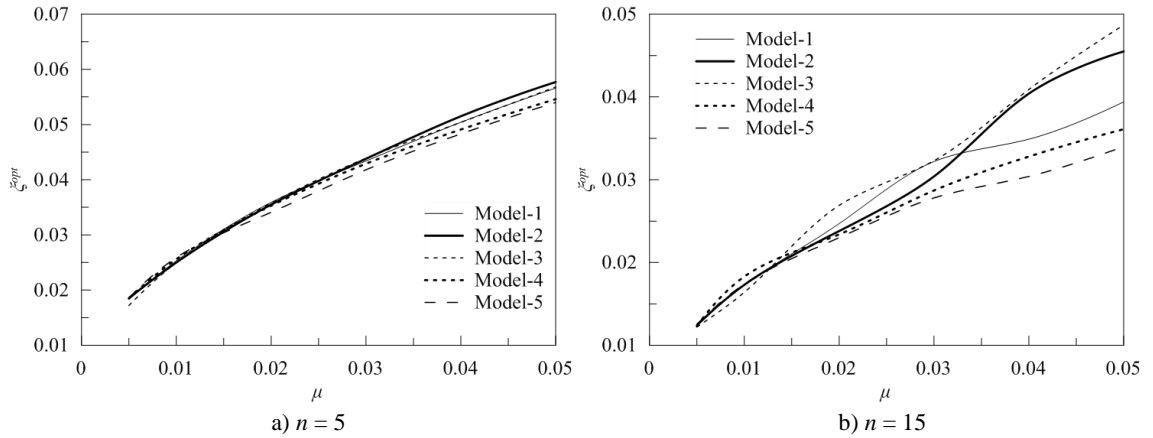 0.07
0.06
0.05
0.04
0.03
0.02
0.01
ξopt
Model-1
Model-2
Model-3
Model-4
Model-5
0 0.01 0.02 0.03 0.04 0.05
μ
a) n = 5
0.05
0.04
0.03
0.02
0.01
ξopt
Model-1
Model-2
Model-3
Model-4
Model-5
0 0.01 0.02 0.03 0.04 0.05
μ
b) n = 15